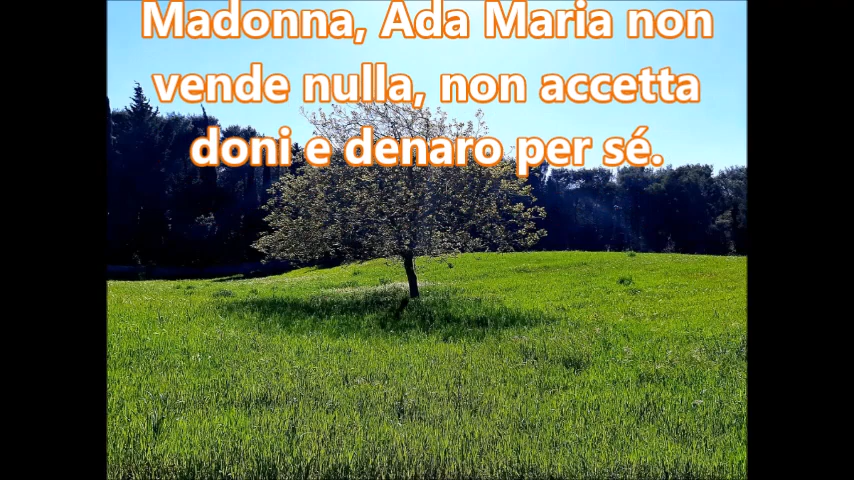 Madonna, Ada Maria non
vende nulla, non accetta
doni e denaro per sé.